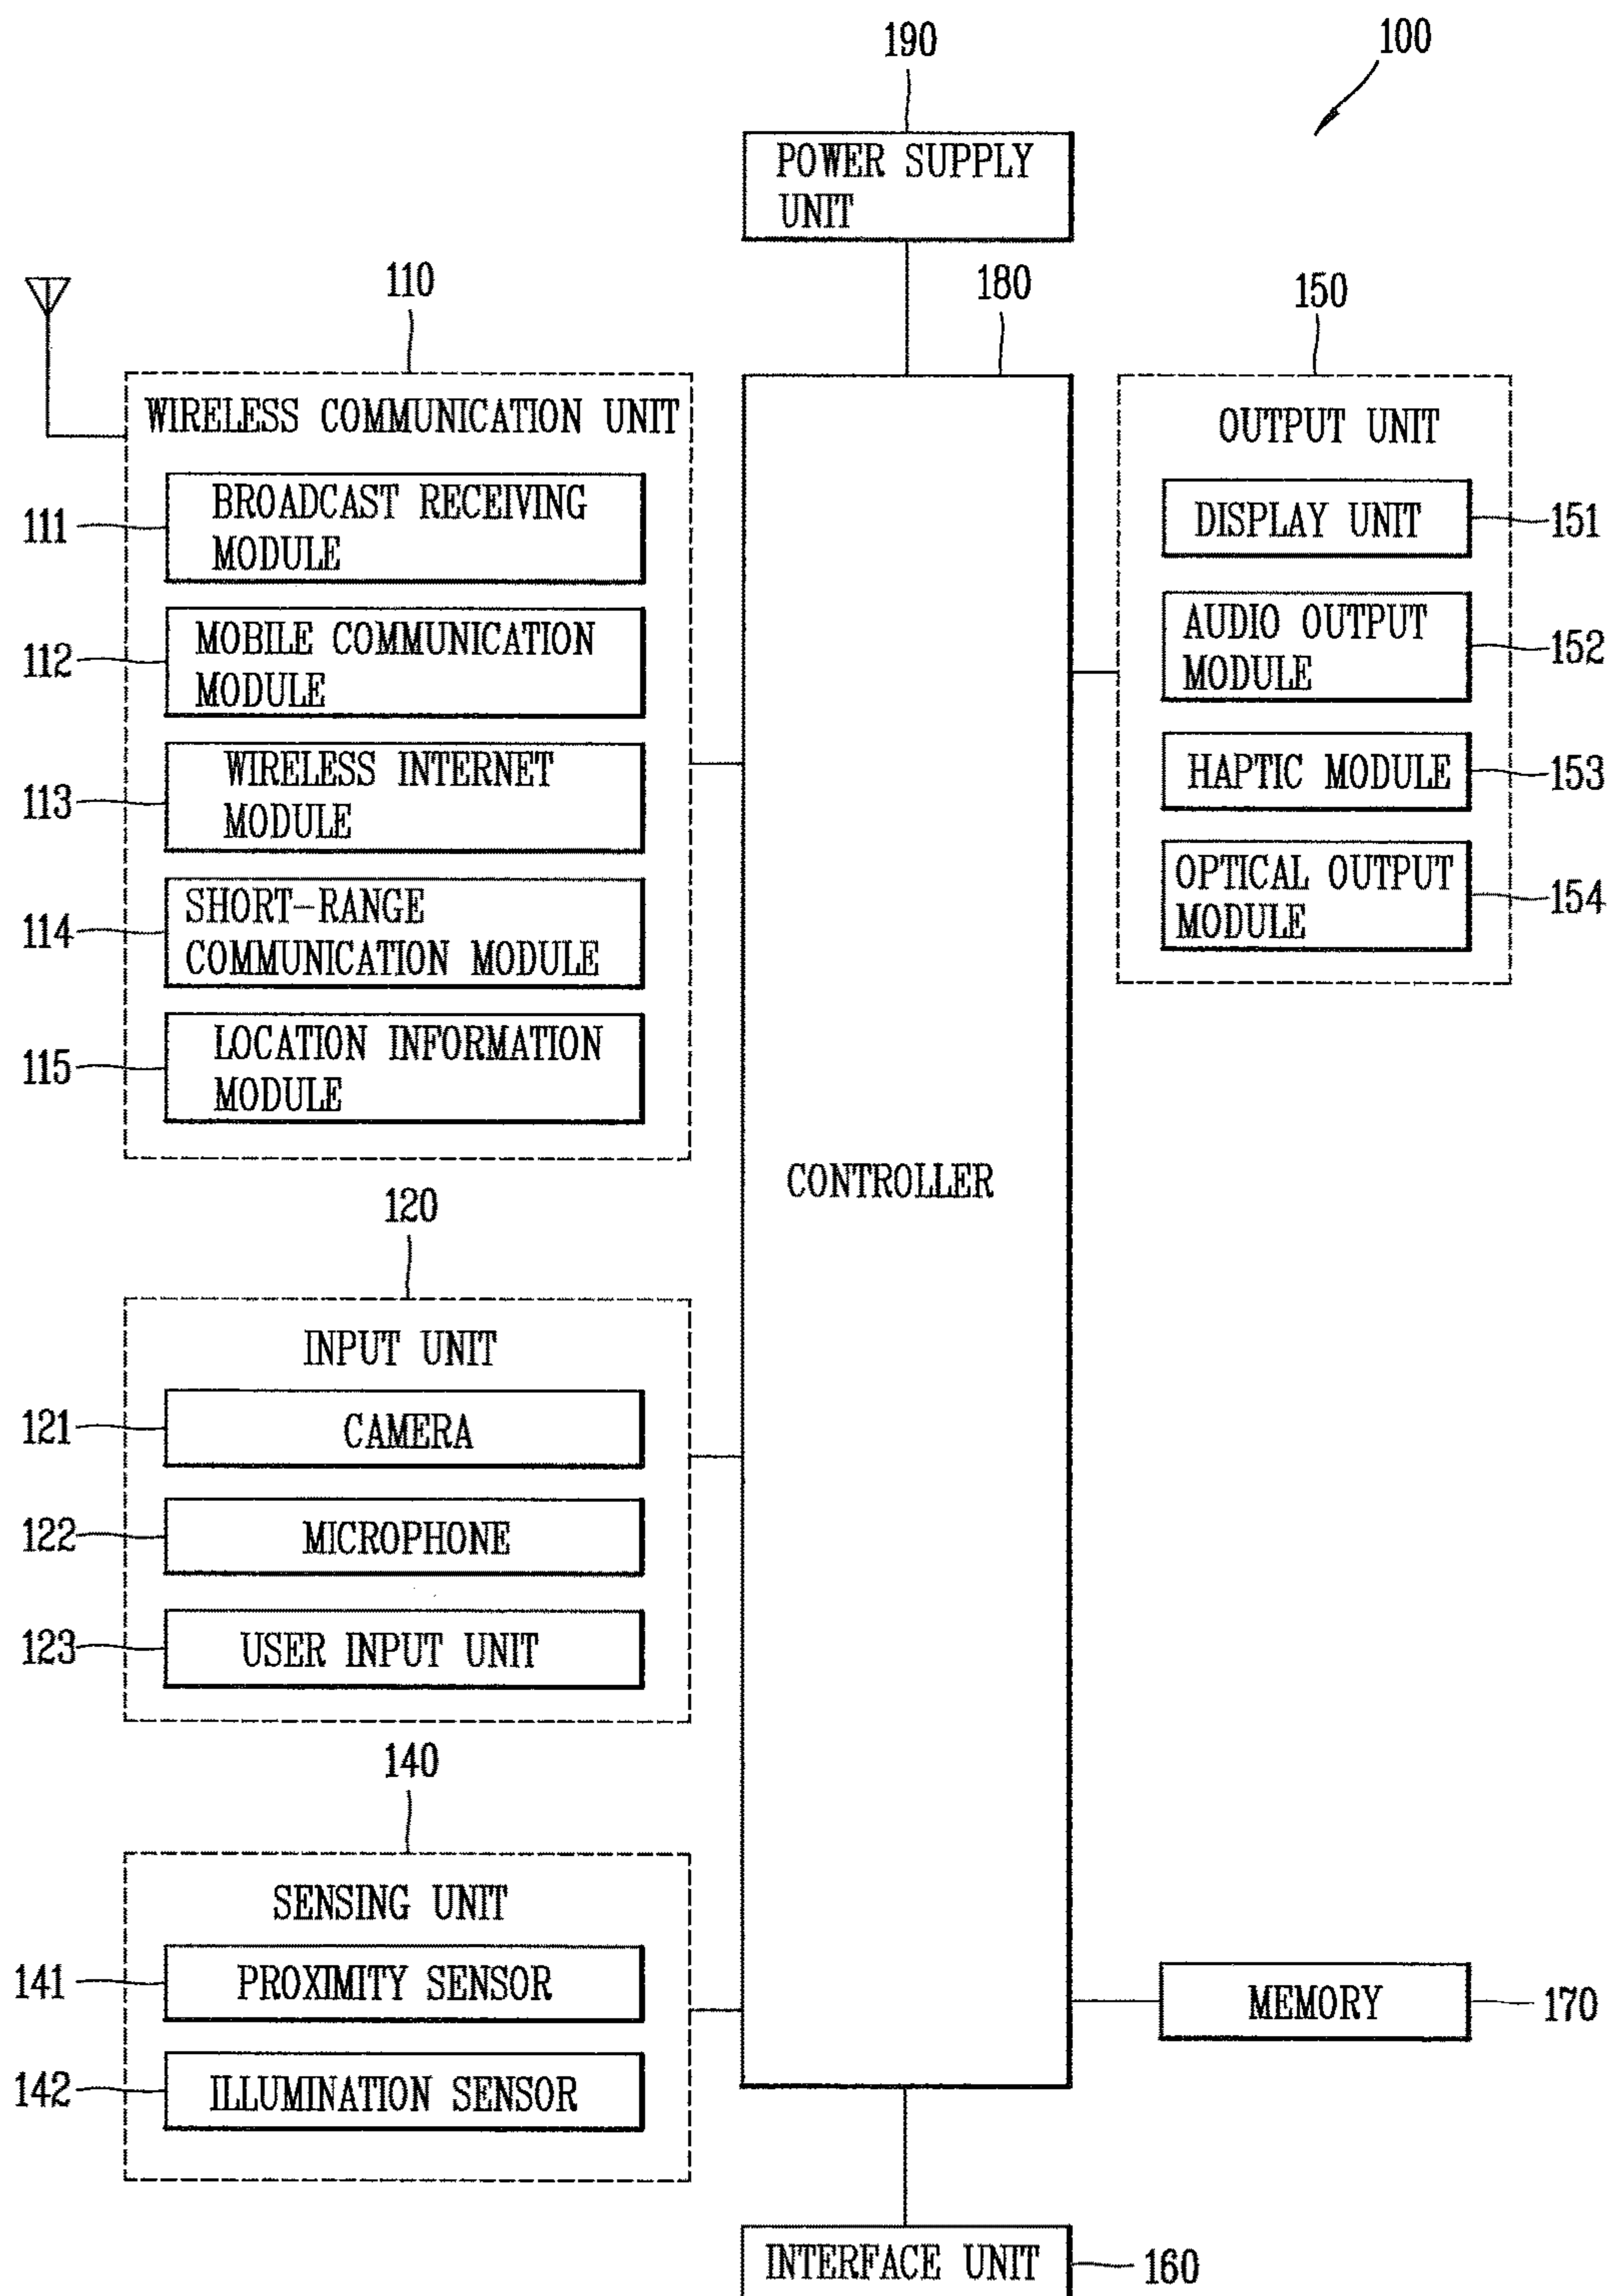 190
100
POWER SUPPLY
UNIT
110
180
150
WIRELESS COMMUNICATION UNIT
111
BROADCAST RECEIVING
MODULE
112
MOBILE COMMUNICATION
MODULE
113
WIRELESS INTERNET
MODULE
114
SHORT-RANGE
COMMUNICATION MODULE
115
LOCATION INFORMATION
MODULE
OUTPUT UNIT
DISPLAY UNIT
151
AUDIO OUTPUT
MODULE
152
HAPTIC MODULE
153
OPTICAL OUTPUT
MODULE
154
CONTROLLER
120
INPUT UNIT
121
CAMERA
122
MICROPHONE
123
USER INPUT UNIT
140
SENSING UNIT
141
PROXIMITY SENSOR
142
ILLUMINATION SENSOR
MEMORY
170
INTERFACE UNIT
160